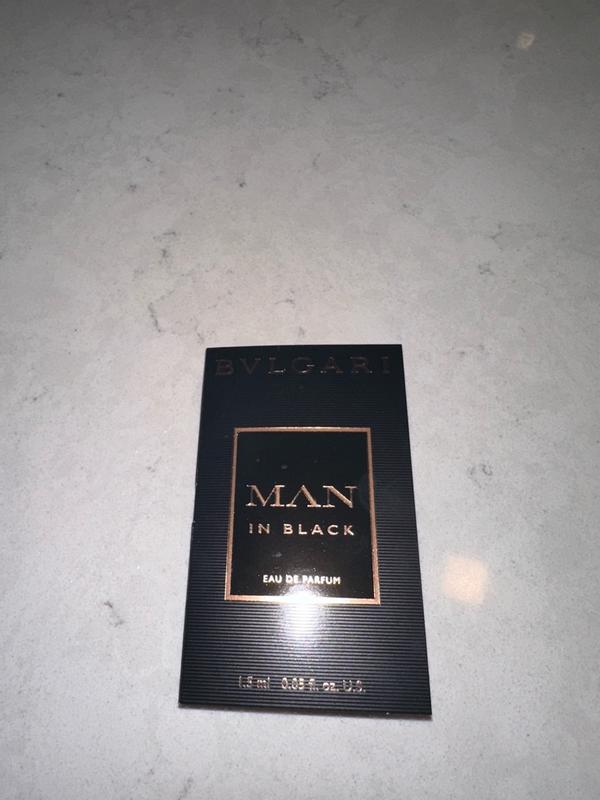 BVLGARI
MAN
IN BLACK
EAU DE PARFUM
1.5 ml 0.05 fl. oz. U.S.